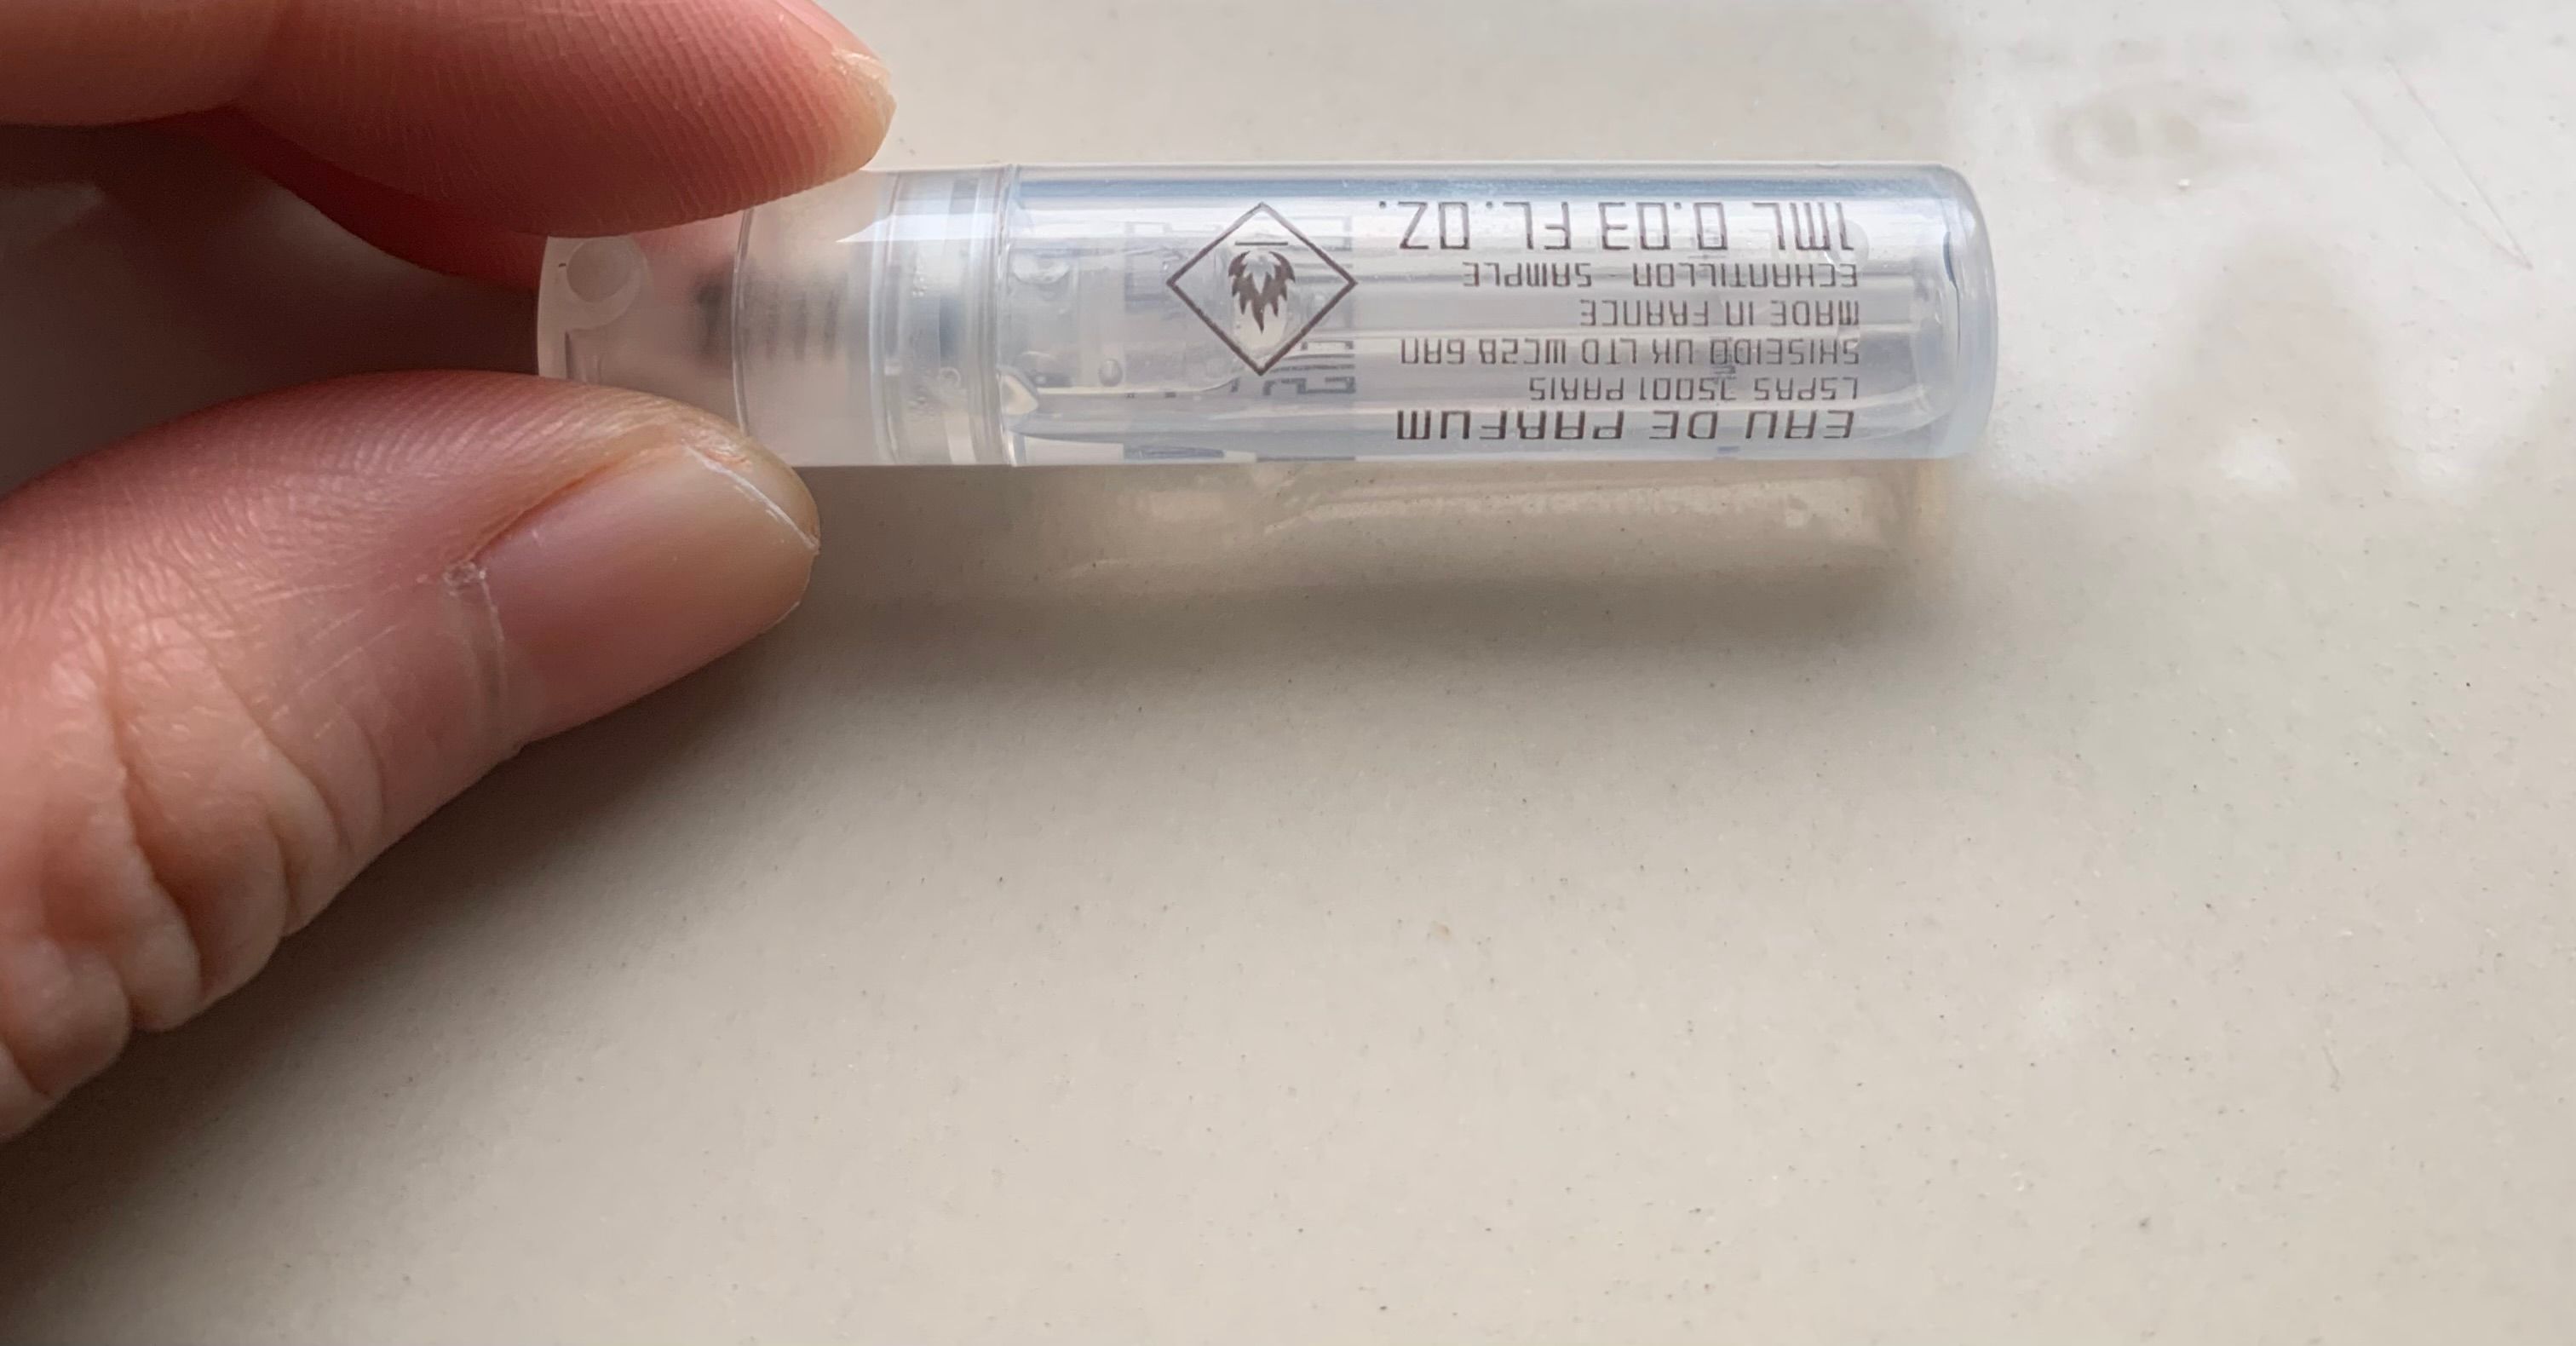 EAU DE PARFUM
LSPAS 75001 PARIS
SHISEIDO UK LTD WC2B 6AN
MADE IN FRANCE
ECHANTILLON - SAMPLE
1ML 0.03 FL.OZ.